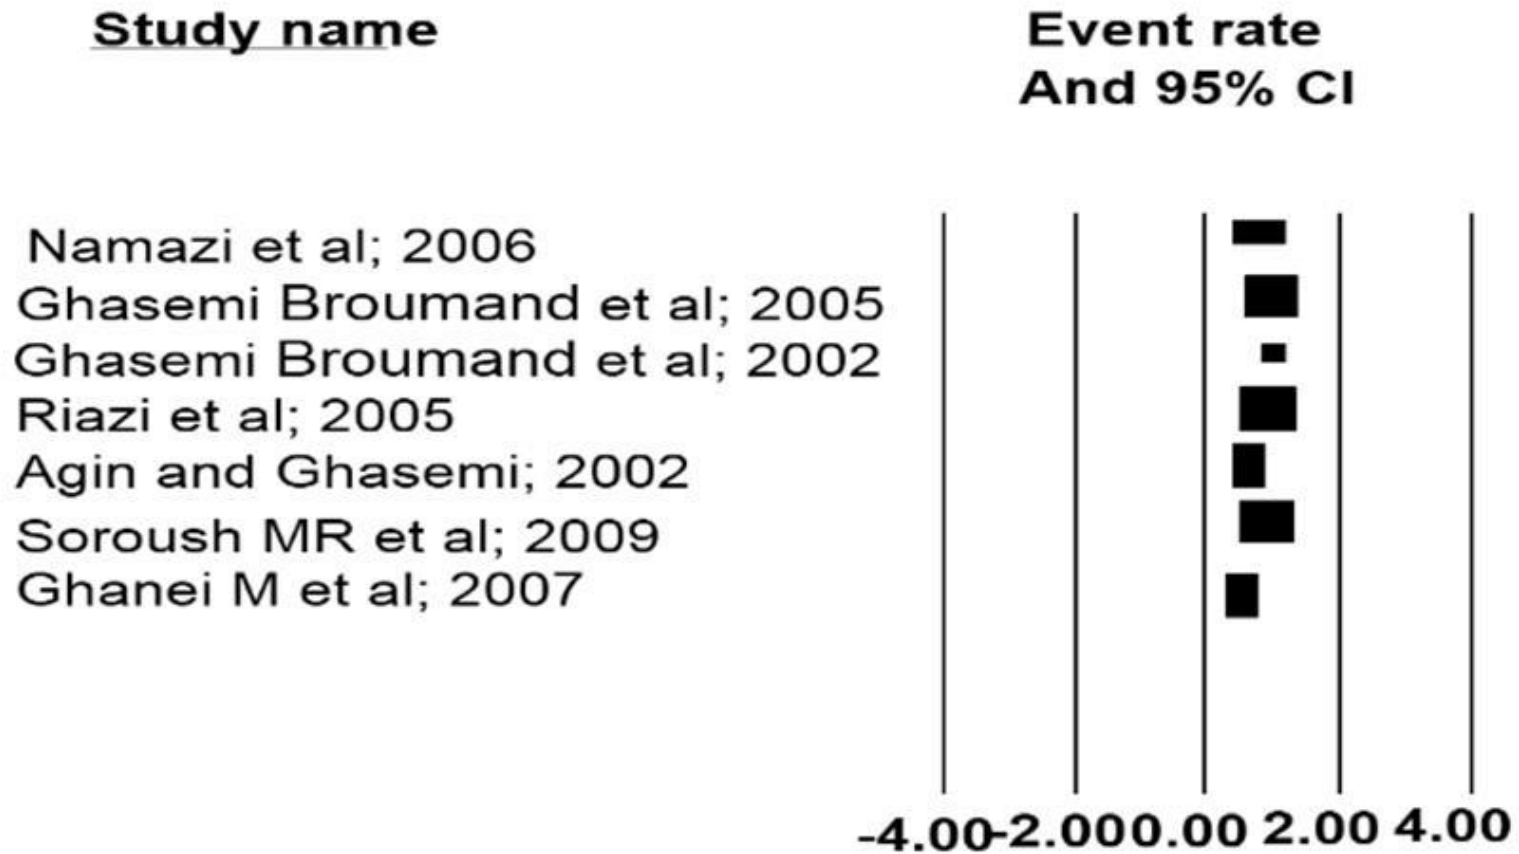 Study name
Event rate
And 95% CI
Namazi et al; 2006
Ghasemi Broumand et al; 2005
Ghasemi Broumand et al; 2002
Riazi et al; 2005
Agin and Ghasemi; 2002
Soroush MR et al; 2009
Ghanei M et al; 2007
-4.00 -2.00 0.00 2.00 4.00